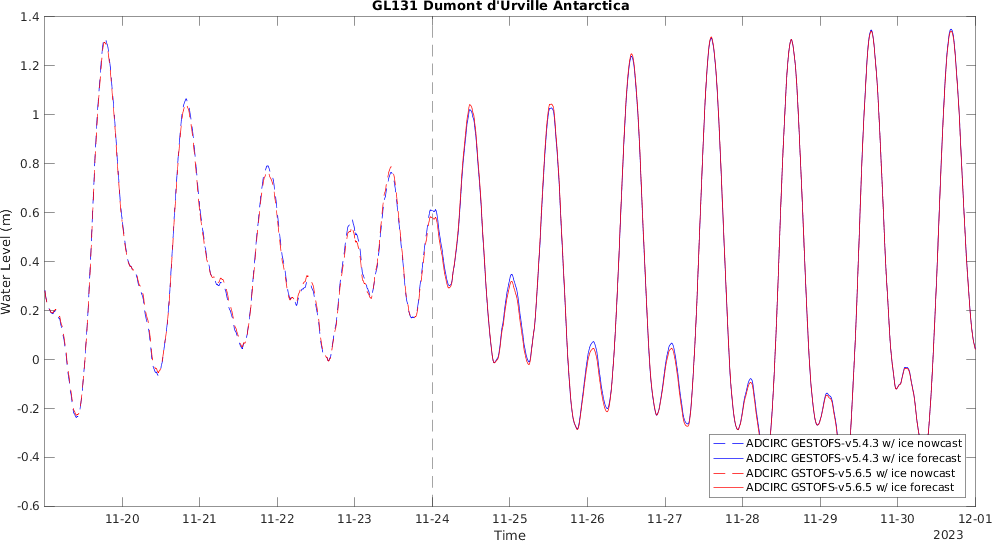 GL131 Dumont d'Urville Antarctica
1.4
1.2
1
0.8
0.6
0.4
0.2
0
-0.2
-0.4
-0.6
Water Level (m)
ADCIRC GESTOFS-v5.4.3 w/ ice nowcast
ADCIRC GESTOFS-v5.4.3 w/ ice forecast
ADCIRC GSTOFS-v5.6.5 w/ ice nowcast
ADCIRC GSTOFS-v5.6.5 w/ ice forecast
11-20 11-21 11-22 11-23 11-24 11-25 11-26 11-27 11-28 11-29 11-30 12-01
Time
2023